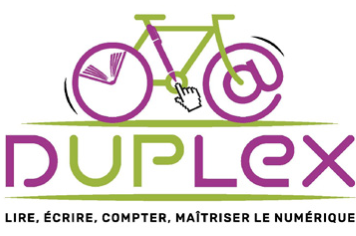 @
DUPLEX
LIRE, ÉCRIRE, COMPTER, MAÎTRISER LE NUMÉRIQUE